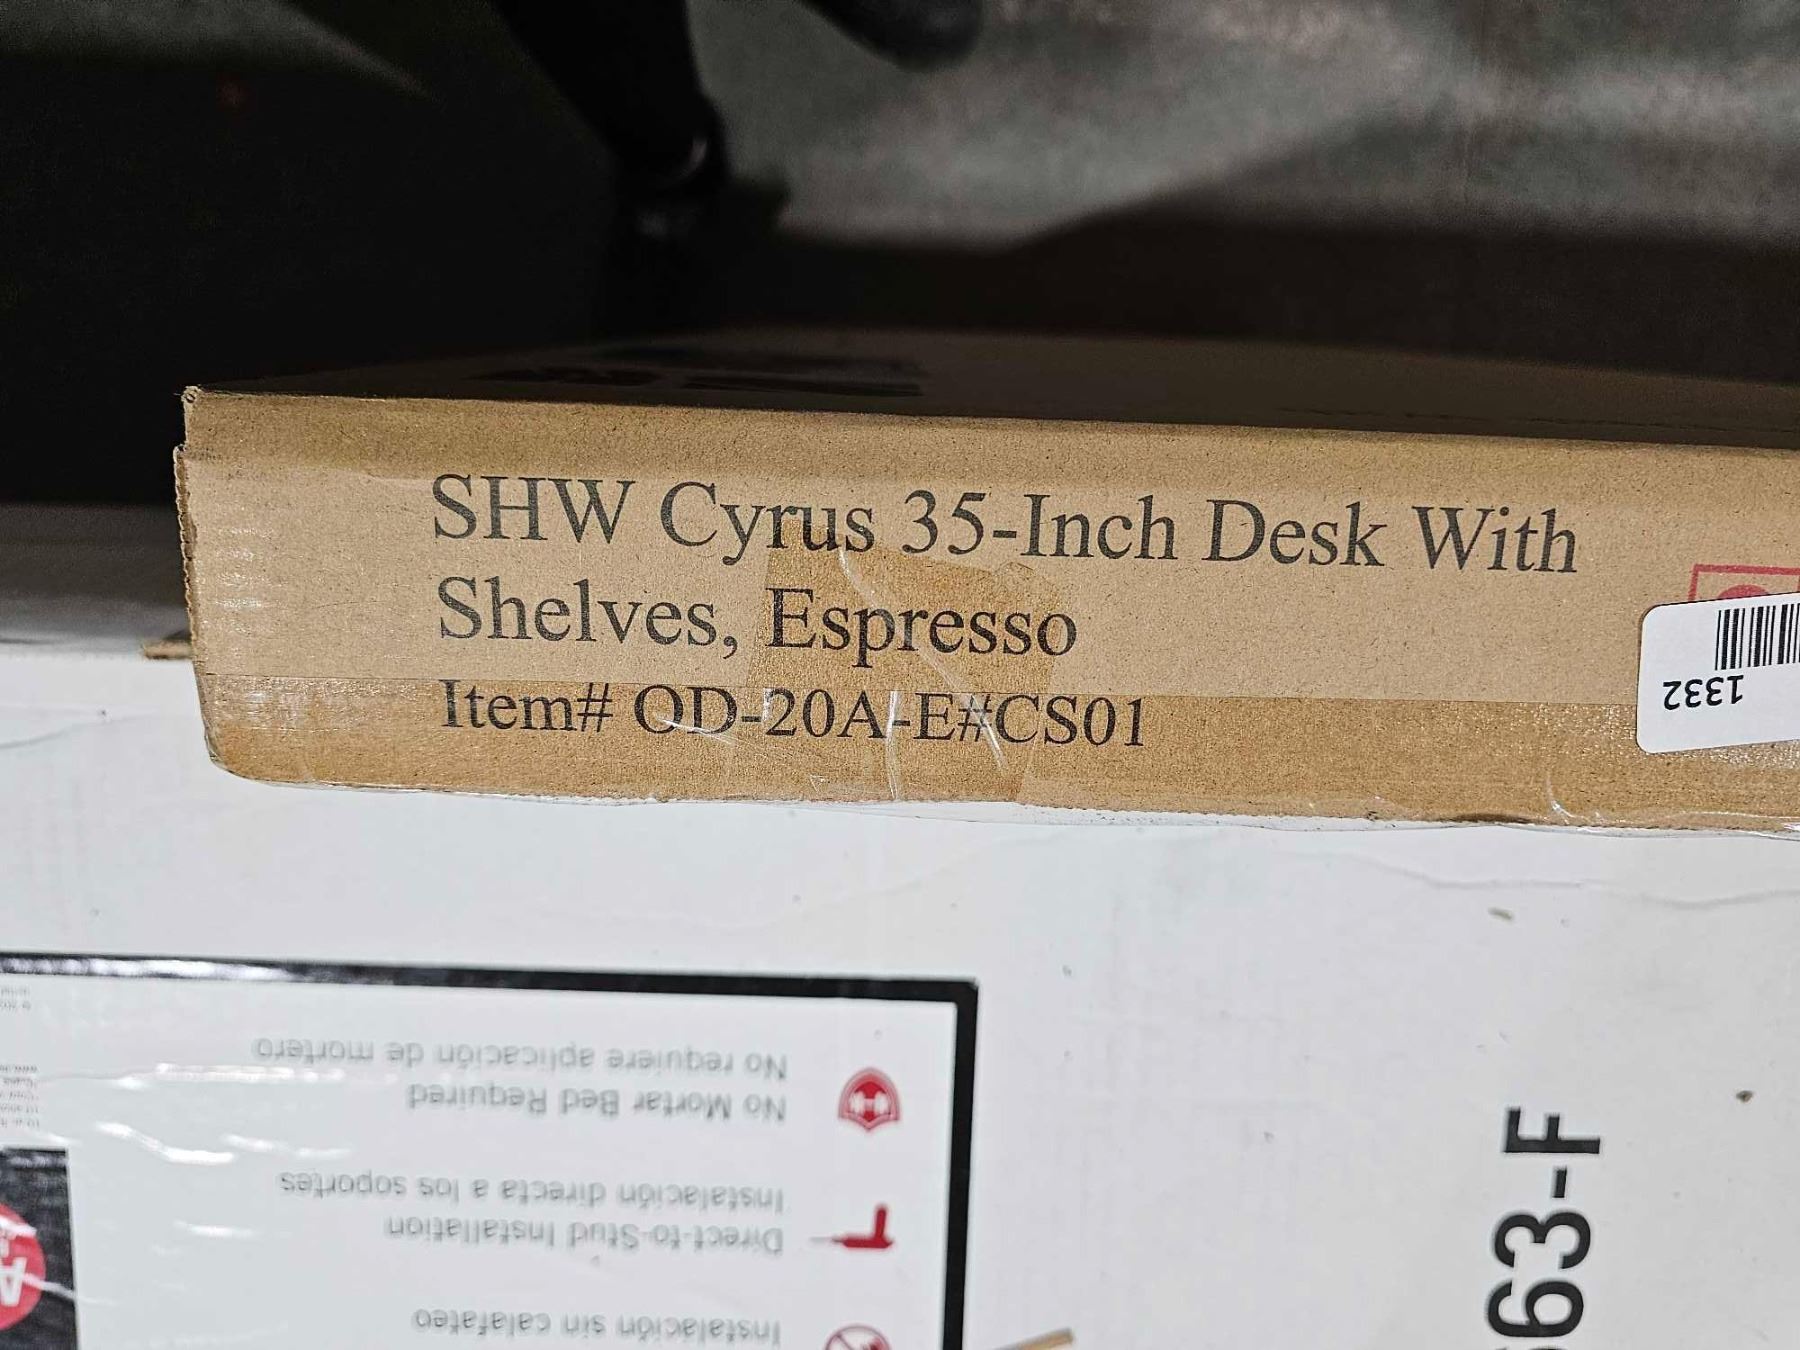 SHW Cyrus 35-Inch Desk With
Shelves, Espresso
Item# OD-20A-E#CS01
1332
Instalación sin calafateo
Direct-to-Stud Installation
Instalación directa a los soportes
No Mortar Bed Required
No requiere aplicación de mortero
63-F